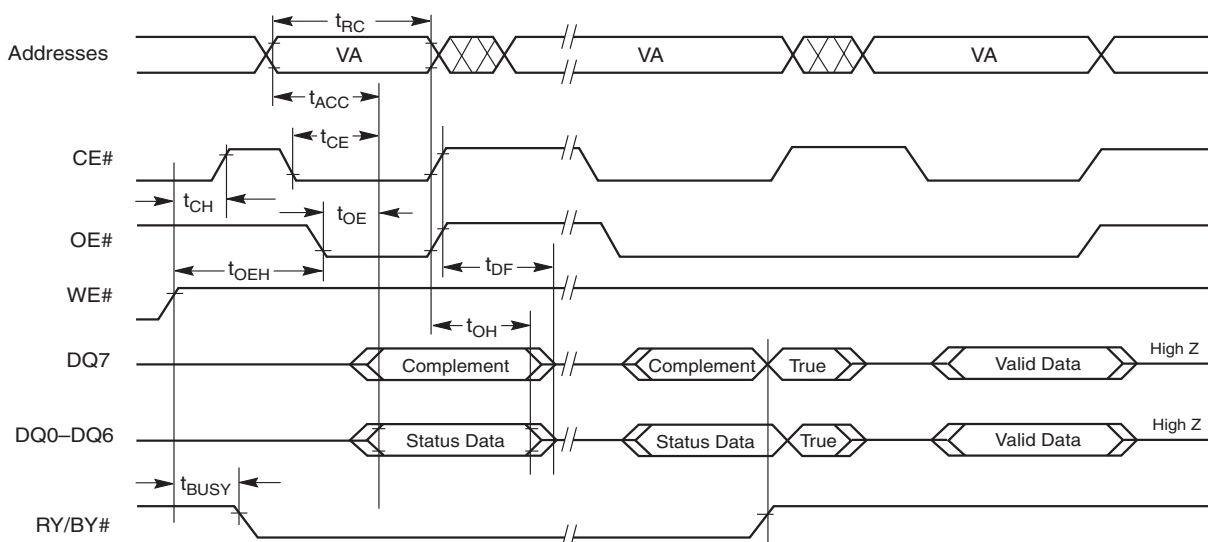 tRC
Addresses VA VA VA
tACC
tCE
CE#
tCH
tOE
OE#
tOEH
tDF
WE#
tOH
DQ7 Complement Complement True Valid Data High Z
DQ0–DQ6 Status Data Status Data True Valid Data High Z
tBUSY
RY/BY#